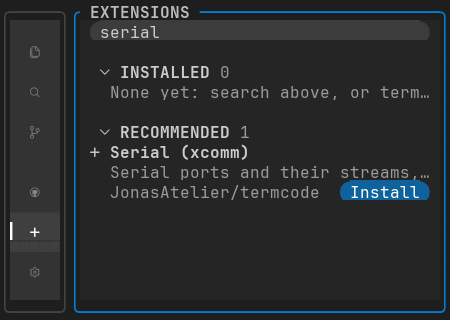 EXTENSIONS
serial
INSTALLED 0
None yet: search above, or term…
RECOMMENDED 1
+ Serial (xcomm)
Serial ports and their streams,…
JonasAtelier/termcode Install